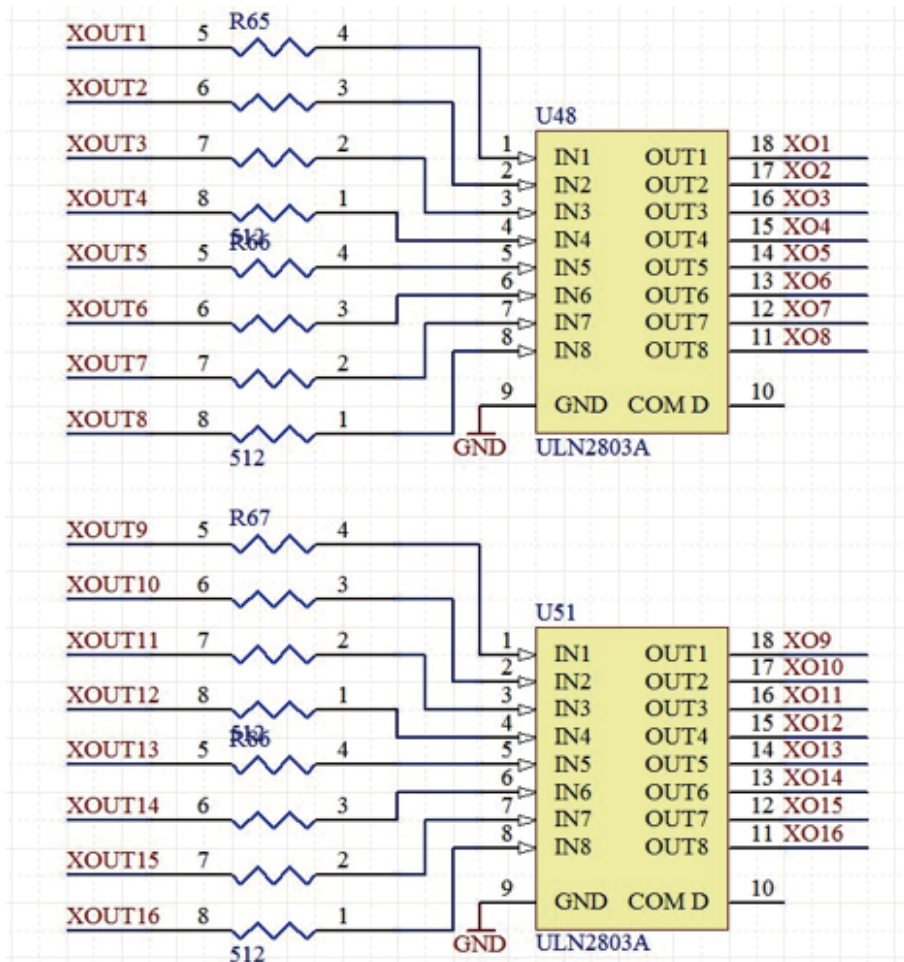 R65
XOUT1 5 4
XOUT2 6 3
U48
XOUT3 7 2
1 IN1 OUT1 18 XO1
2 IN2 OUT2 17 XO2
XOUT4 8 1
3 IN3 OUT3 16 XO3
512
R66
4 IN4 OUT4 15 XO4
XOUT5 5 4
5 IN5 OUT5 14 XO5
6 IN6 OUT6 13 XO6
XOUT6 6 3
7 IN7 OUT7 12 XO7
8 IN8 OUT8 11 XO8
XOUT7 7 2
9 GND COM D 10
XOUT8 8 1
GND ULN2803A
512
R67
XOUT9 5 4
XOUT10 6 3
U51
XOUT11 7 2
1 IN1 OUT1 18 XO9
2 IN2 OUT2 17 XO10
XOUT12 8 1
3 IN3 OUT3 16 XO11
512
4 IN4 OUT4 15 XO12
XOUT13 5 4
5 IN5 OUT5 14 XO13
6 IN6 OUT6 13 XO14
XOUT14 6 3
7 IN7 OUT7 12 XO15
8 IN8 OUT8 11 XO16
XOUT15 7 2
9 GND COM D 10
XOUT16 8 1
GND ULN2803A
512